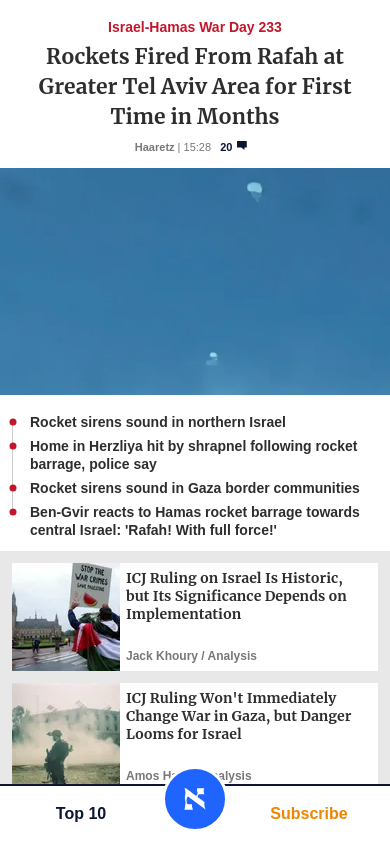 Israel-Hamas War Day 233
Rockets Fired From Rafah at
Greater Tel Aviv Area for First
Time in Months
Haaretz | 15:28 20
Rocket sirens sound in northern Israel
Home in Herzliya hit by shrapnel following rocket
barrage, police say
Rocket sirens sound in Gaza border communities
Ben-Gvir reacts to Hamas rocket barrage towards
central Israel: 'Rafah! With full force!'
STOP THE
WAR CRIMES
SAVE PALESTINE
ICJ Ruling on Israel Is Historic,
but Its Significance Depends on
Implementation
Jack Khoury / Analysis
ICJ Ruling Won't Immediately
Change War in Gaza, but Danger
Looms for Israel
Amos
Top 10
Subscribe